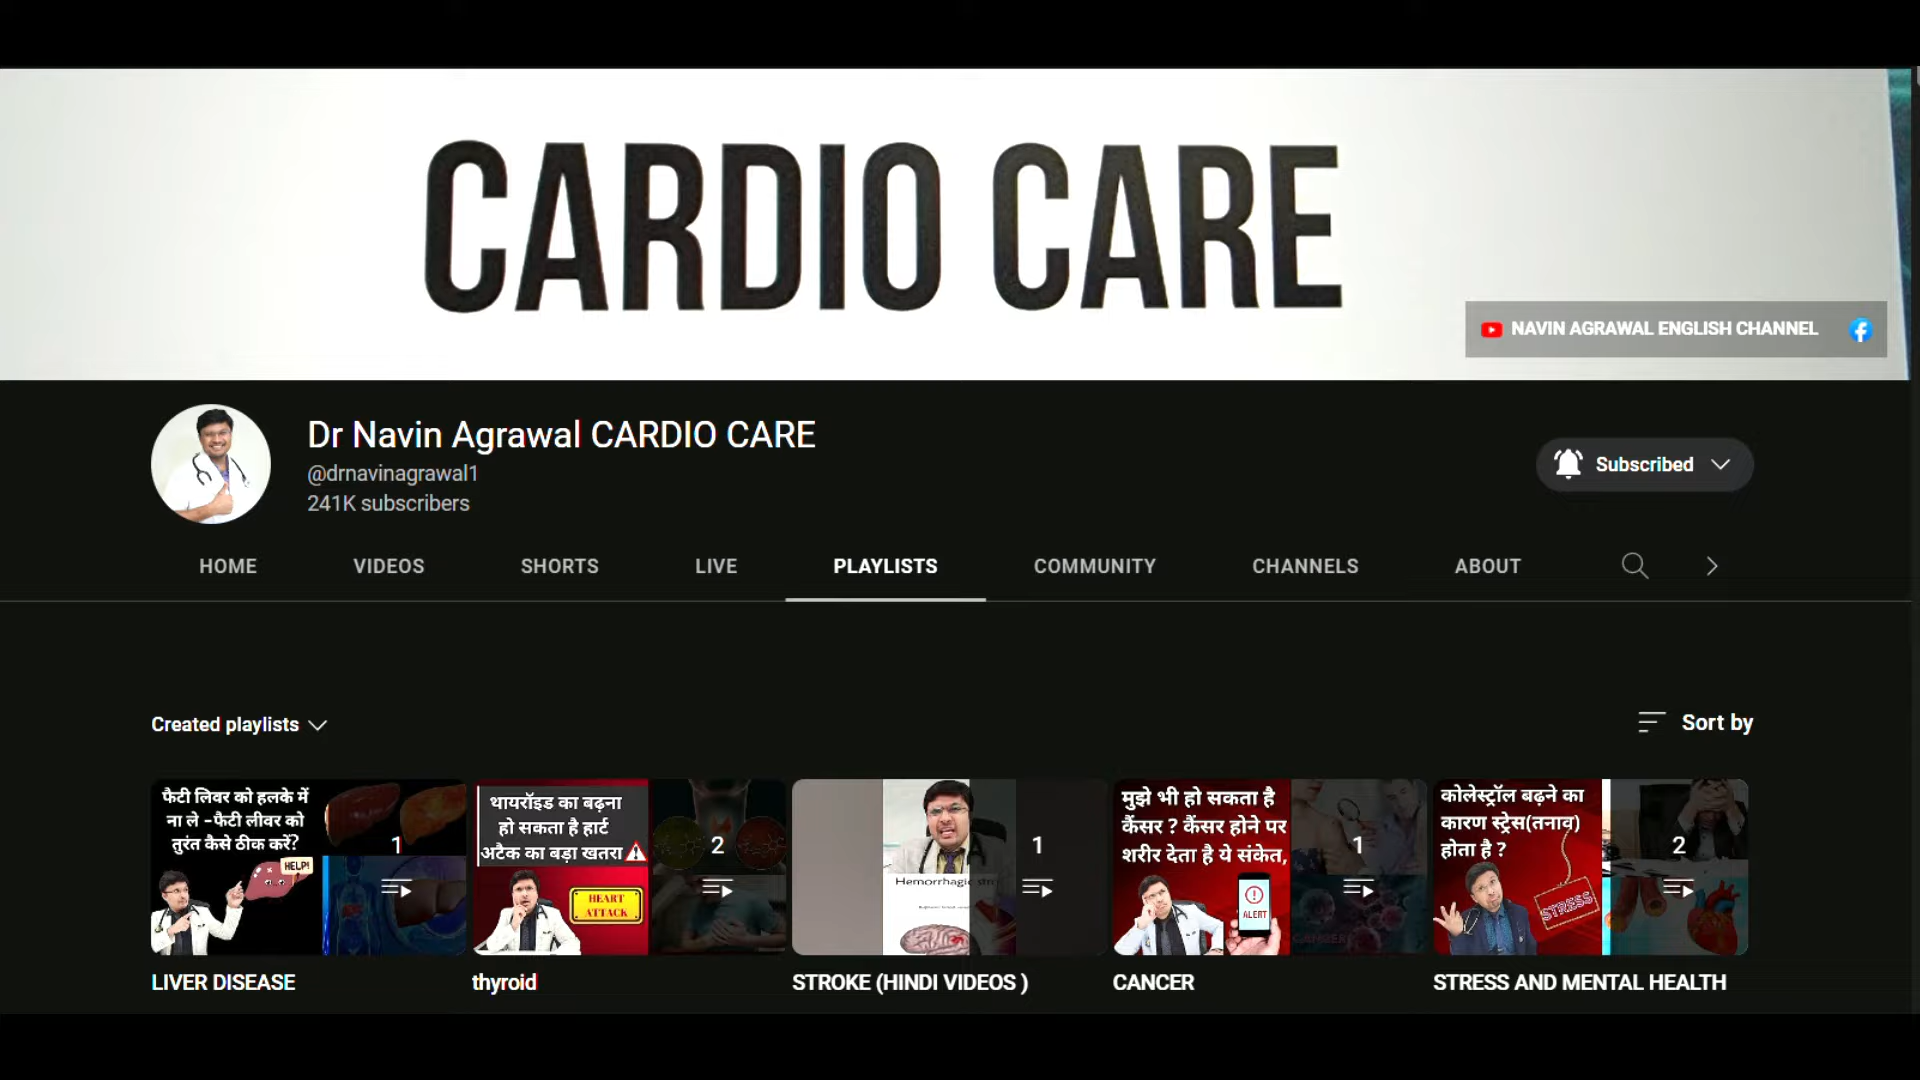 CARDIO CARE
NAVIN AGRAWAL ENGLISH CHANNEL
Dr Navin Agrawal CARDIO CARE
@drnavinagrawal1
241K subscribers
Subscribed
HOME VIDEOS SHORTS LIVE PLAYLISTS COMMUNITY CHANNELS ABOUT
Created playlists
Sort by
फैटी लिवर को हलके में
ना ले -फैटी लीवर को
तुरंत कैसे ठीक करें?
HELP!
1
LIVER DISEASE
थायरॉइड का बढ़ना
हो सकता है हार्ट
अटैक का बड़ा खतरा
HEART
ATTACK
2
thyroid
Hemorrhagic
1
STROKE (HINDI VIDEOS )
मुझे भी हो सकता है
कैंसर ? कैंसर होने पर
शरीर देता है ये संकेत,
ALERT
CANCER
1
CANCER
कोलेस्ट्रॉल बढ़ने का
कारण स्ट्रेस(तनाव)
होता है ?
STRESS
2
STRESS AND MENTAL HEALTH